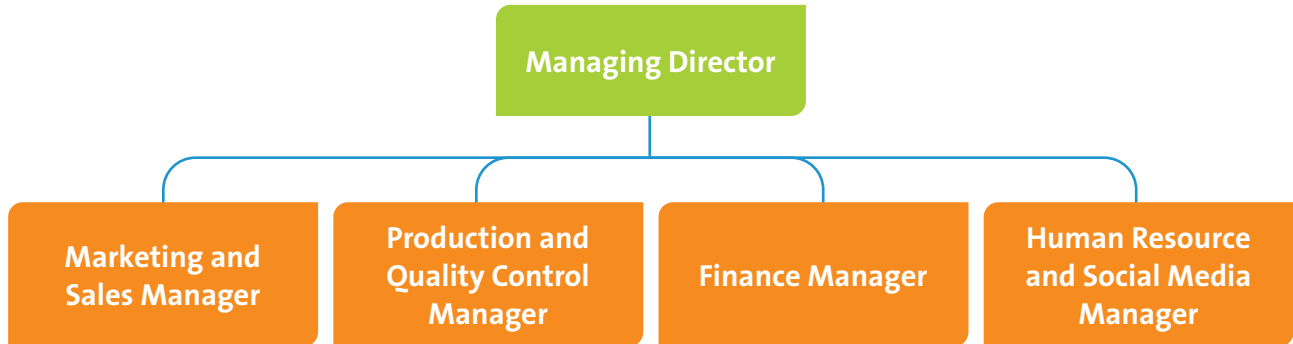 Managing Director
Marketing and
Sales Manager
Production and
Quality Control
Manager
Finance Manager
Human Resource
and Social Media
Manager